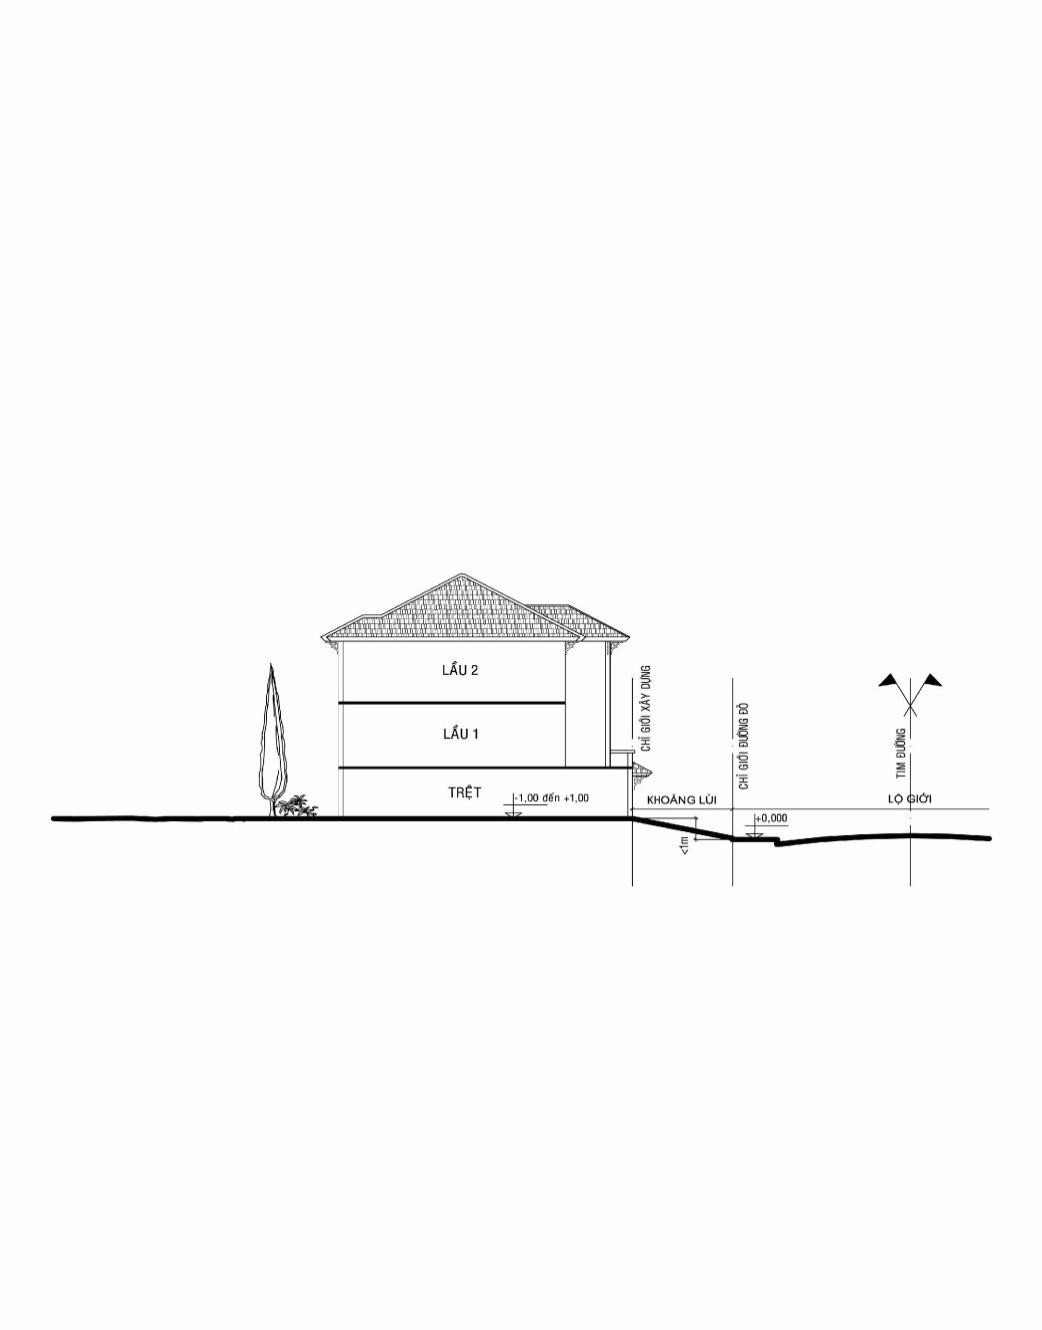 LẦU 2
LẦU 1
TRỆT
-1,00 đến +1,00
CHỈ GIỚI XÂY DỰNG
KHOẢNG LÙI
<1m
CHỈ GIỚI ĐƯỜNG ĐỎ
+0,000
TIM ĐƯỜNG
LỘ GIỚI